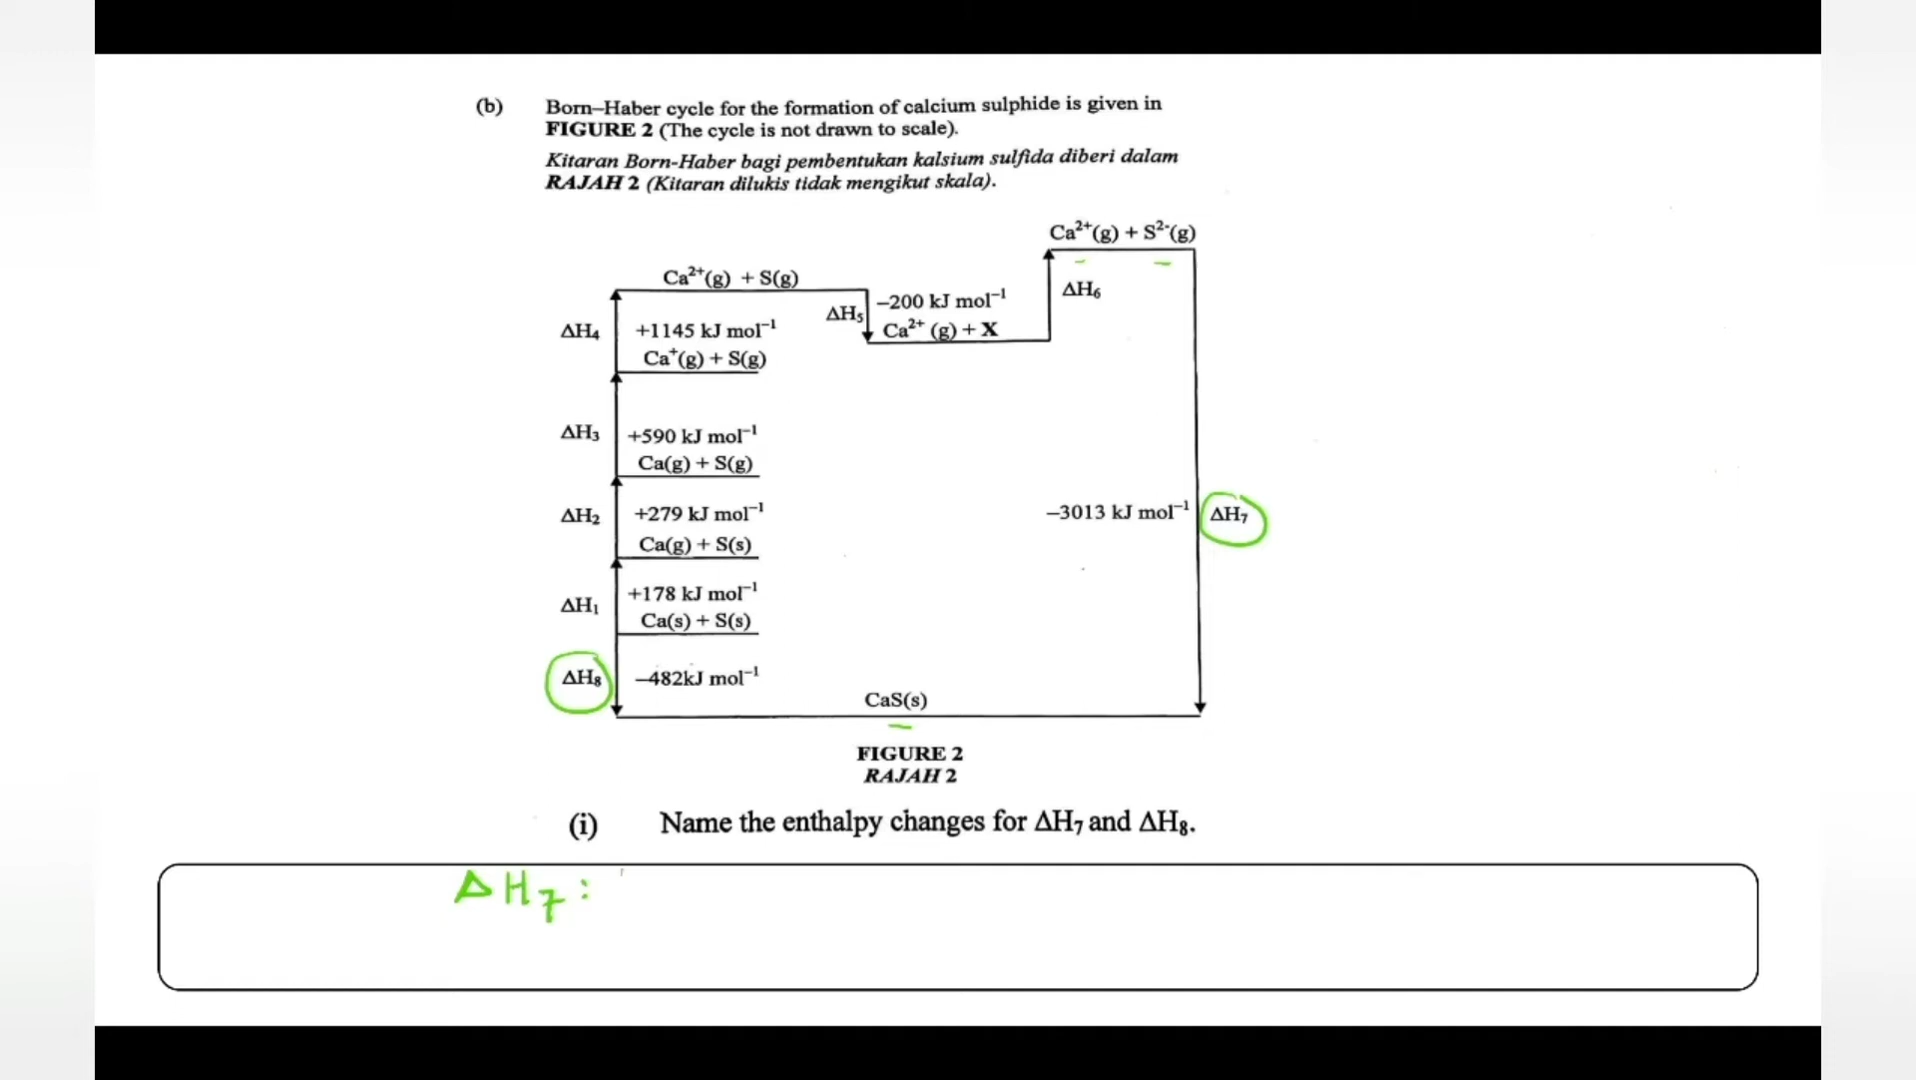 (b) Born–Haber cycle for the formation of calcium sulphide is given in
FIGURE 2 (The cycle is not drawn to scale).
Kitaran Born-Haber bagi pembentukan kalsium sulfida diberi dalam
RAJAH 2 (Kitaran dilukis tidak mengikut skala).
Ca²⁺(g) + S²⁻(g)
Ca²⁺(g) + S(g)
ΔH₆
–200 kJ mol⁻¹
ΔH₅
Ca²⁺ (g) + X
ΔH₄ +1145 kJ mol⁻¹
Ca⁺(g) + S(g)
ΔH₃ +590 kJ mol⁻¹
Ca(g) + S(g)
ΔH₂ +279 kJ mol⁻¹
–3013 kJ mol⁻¹ ΔH₇
Ca(g) + S(s)
ΔH₁ +178 kJ mol⁻¹
Ca(s) + S(s)
ΔH₈ –482kJ mol⁻¹
CaS(s)
FIGURE 2
RAJAH 2
(i) Name the enthalpy changes for ΔH₇ and ΔH₈.
ΔH₇ :